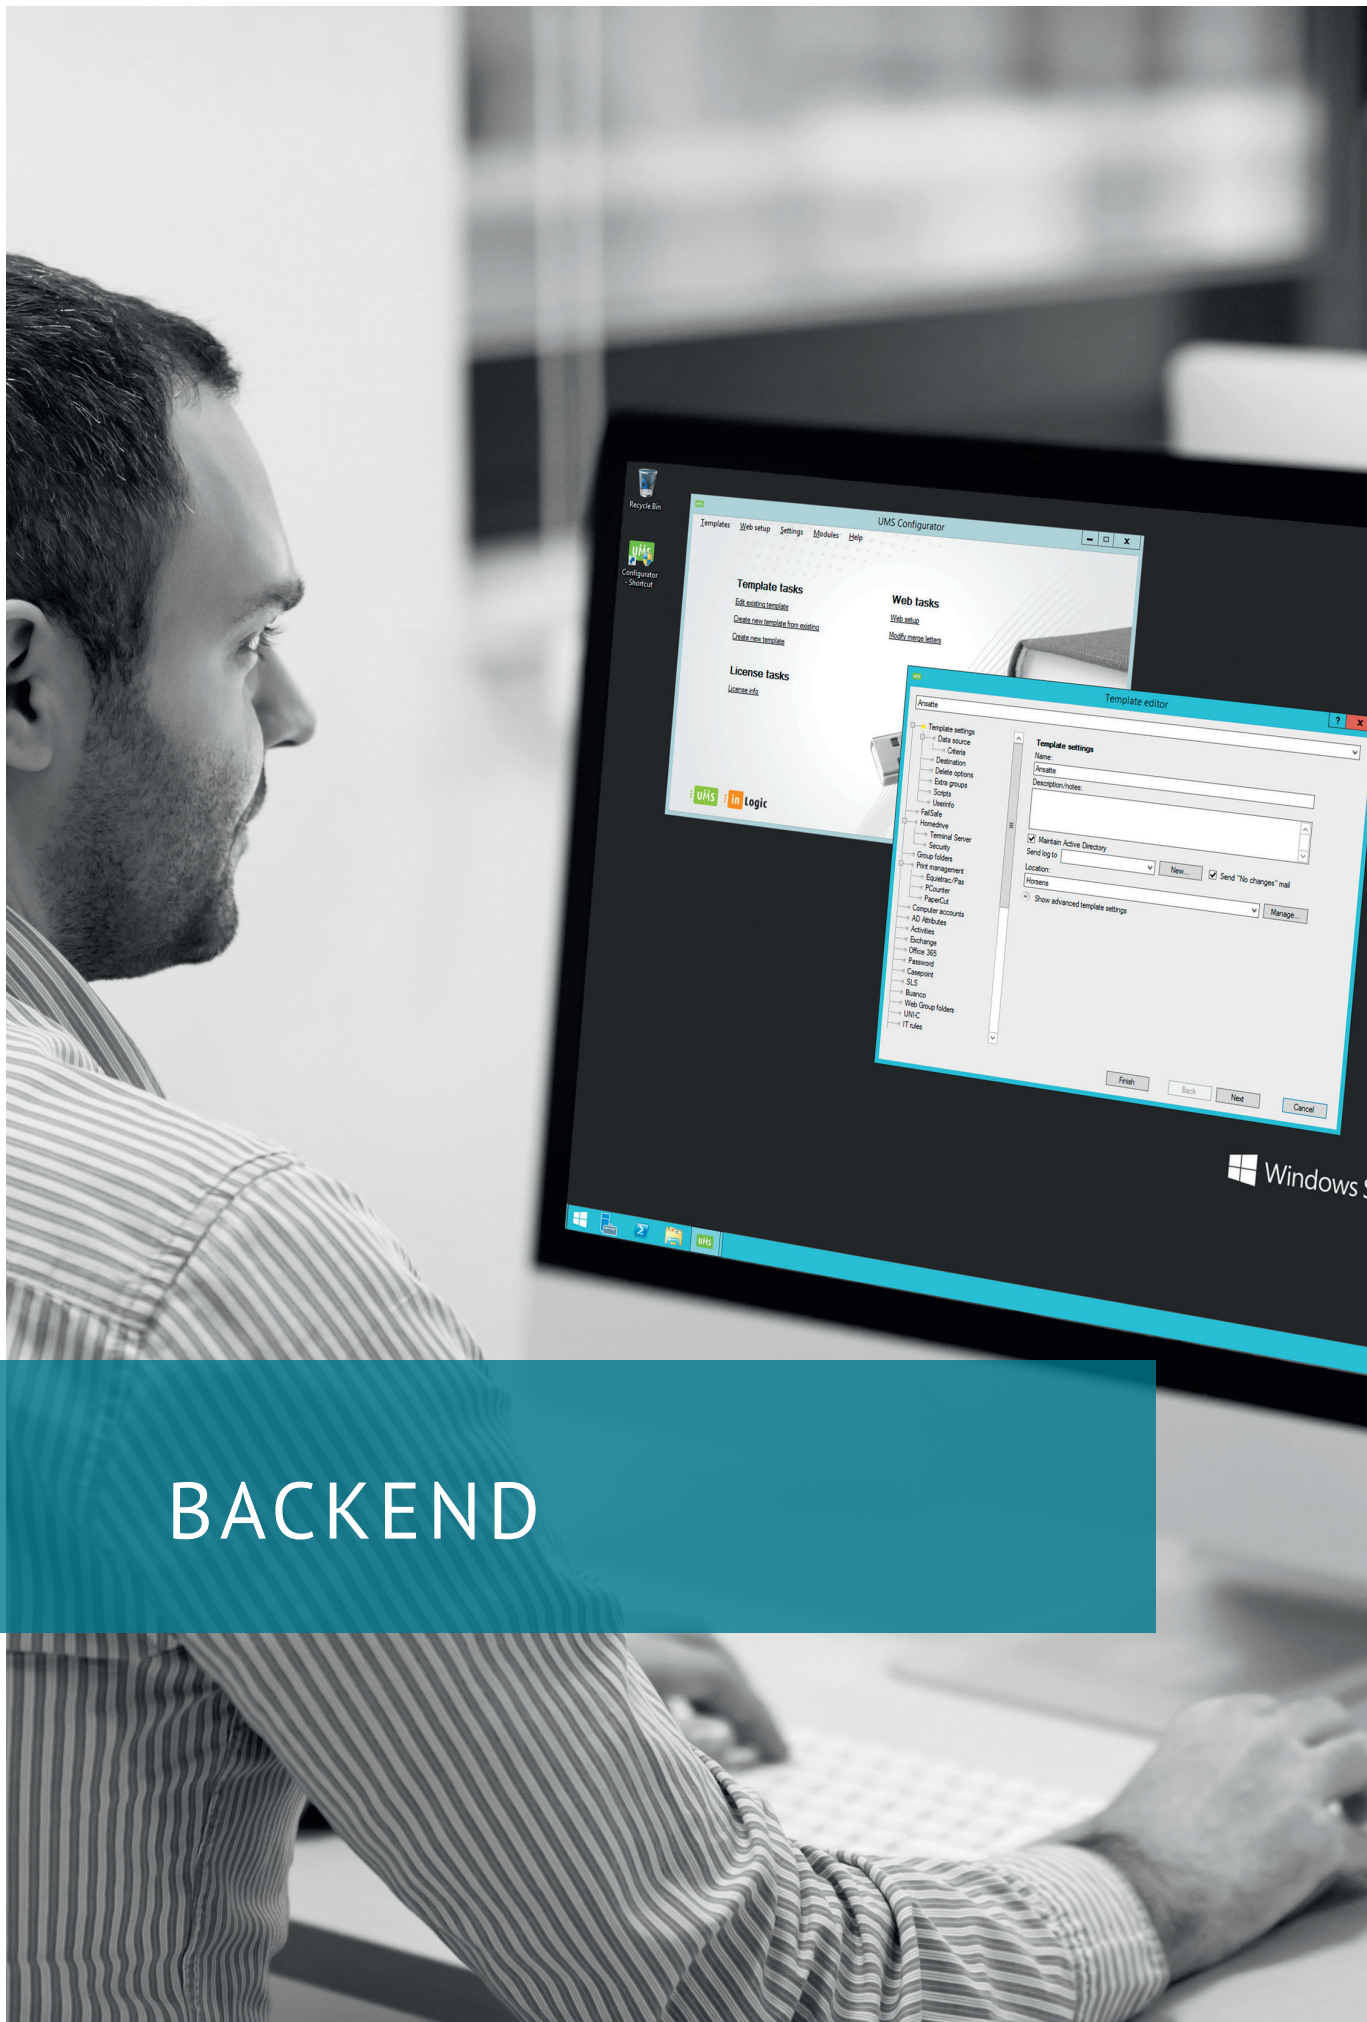 Recycle Bin
Configurator
- Shortcut
UMS Configurator
Templates Web setup Settings Modules Help
Template tasks
Edit existing template
Create new template from existing
Create new template
License tasks
License info
Web tasks
Web setup
Modify merge letters
UMS in Logic
Template editor
Ansatte
Template settings
Data source
Criteria
Destination
Delete options
Extra groups
Scripts
Userinfo
FailSafe
Homedrive
Terminal Server
Security
Group folders
Print management
Equietrac/Pas
PCounter
PaperCut
Computer accounts
AD Attributes
Activities
Exchange
Office 365
Password
Casepoint
SLS
Buanco
Web Group folders
UNI-C
IT rules
Template settings
Name:
Ansatte
Description/notes:
Maintain Active Directory
Send log to New... Send "No changes" mail
Location:
Horsens Manage...
Show advanced template settings
Finish Back Next Cancel
Windows S
UMS
BACKEND